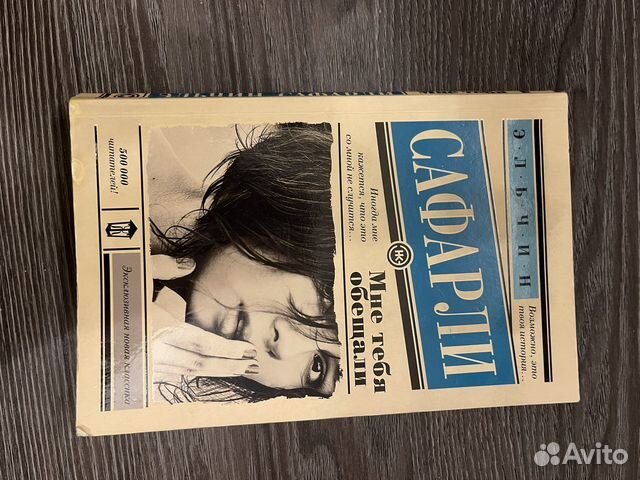 ЭЛЬЧИН
Возможно, это
твоя история...
САФАРЛИ
НК
Иногда мне
кажется, что это
со мной не случится...
Мне тебя
обещали
500 000
читателей!
Эксклюзивная новая классика
Avito